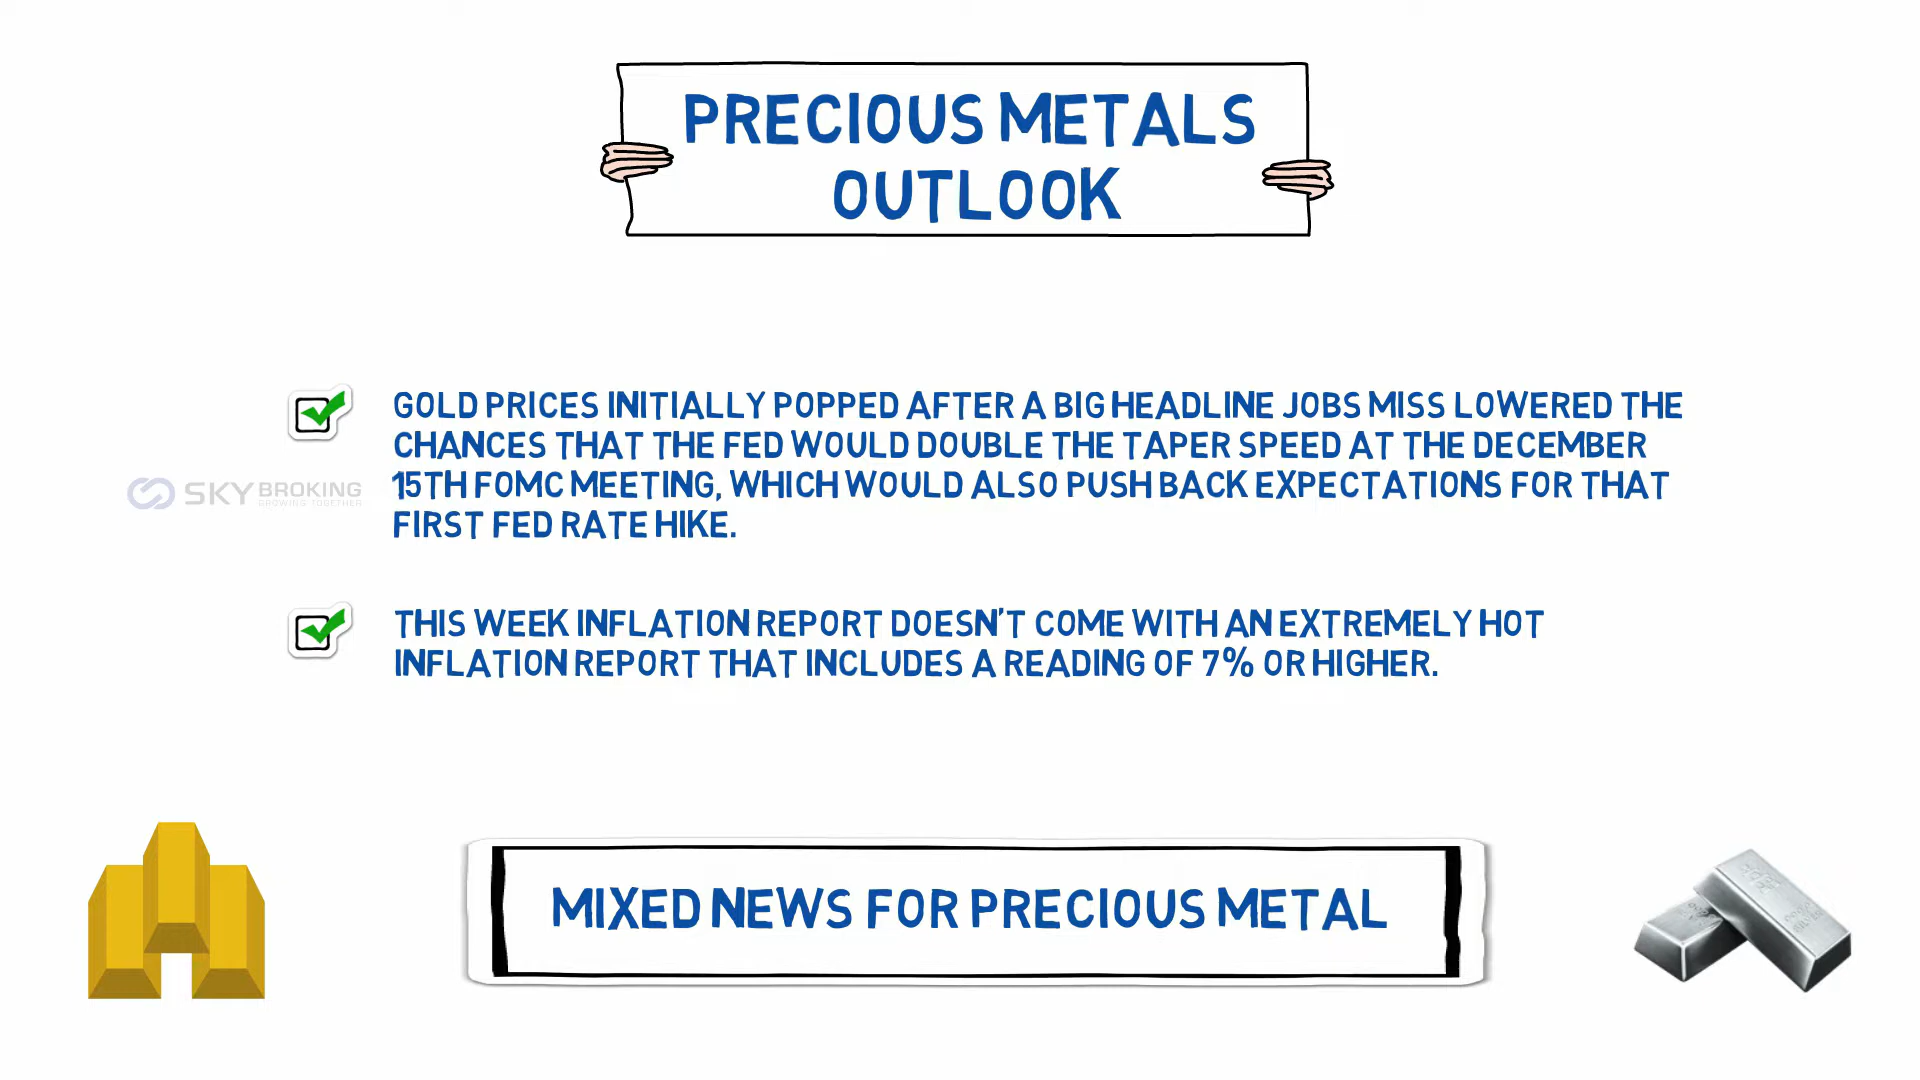 PRECIOUS METALS
OUTLOOK
GOLD PRICES INITIALLY POPPED AFTER A BIG HEADLINE JOBS MISS LOWERED THE
CHANCES THAT THE FED WOULD DOUBLE THE TAPER SPEED AT THE DECEMBER
15TH FOMC MEETING, WHICH WOULD ALSO PUSH BACK EXPECTATIONS FOR THAT
FIRST FED RATE HIKE.
SKY BROKING
GROWING TOGETHER
THIS WEEK INFLATION REPORT DOESN'T COME WITH AN EXTREMELY HOT
INFLATION REPORT THAT INCLUDES A READING OF 7% OR HIGHER.
MIXED NEWS FOR PRECIOUS METAL